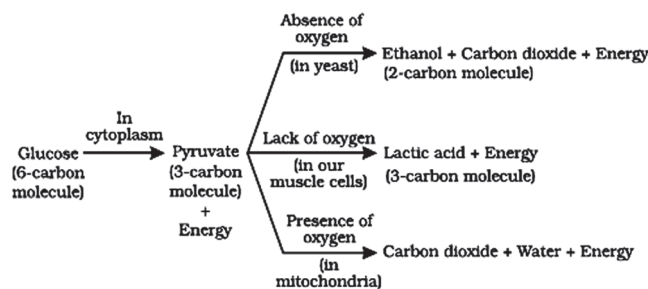 Absence of
oxygen
(in yeast)
Ethanol + Carbon dioxide + Energy
(2-carbon molecule)
In
cytoplasm
Glucose
(6-carbon
molecule)
Pyruvate
(3-carbon
molecule)
+
Energy
Lack of oxygen
(in our
muscle cells)
Lactic acid + Energy
(3-carbon molecule)
Presence of
oxygen
(in
mitochondria)
Carbon dioxide + Water + Energy